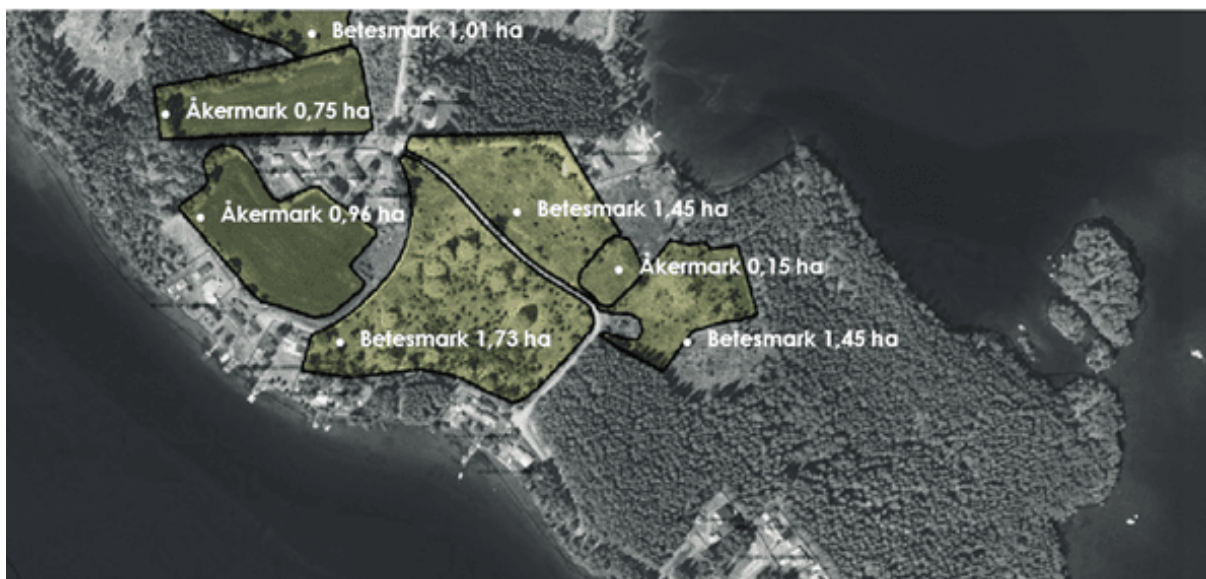 Betesmark 1,01 ha
Åkermark 0,75 ha
Åkermark 0,96 ha
Betesmark 1,45 ha
Åkermark 0,15 ha
Betesmark 1,73 ha
Betesmark 1,45 ha